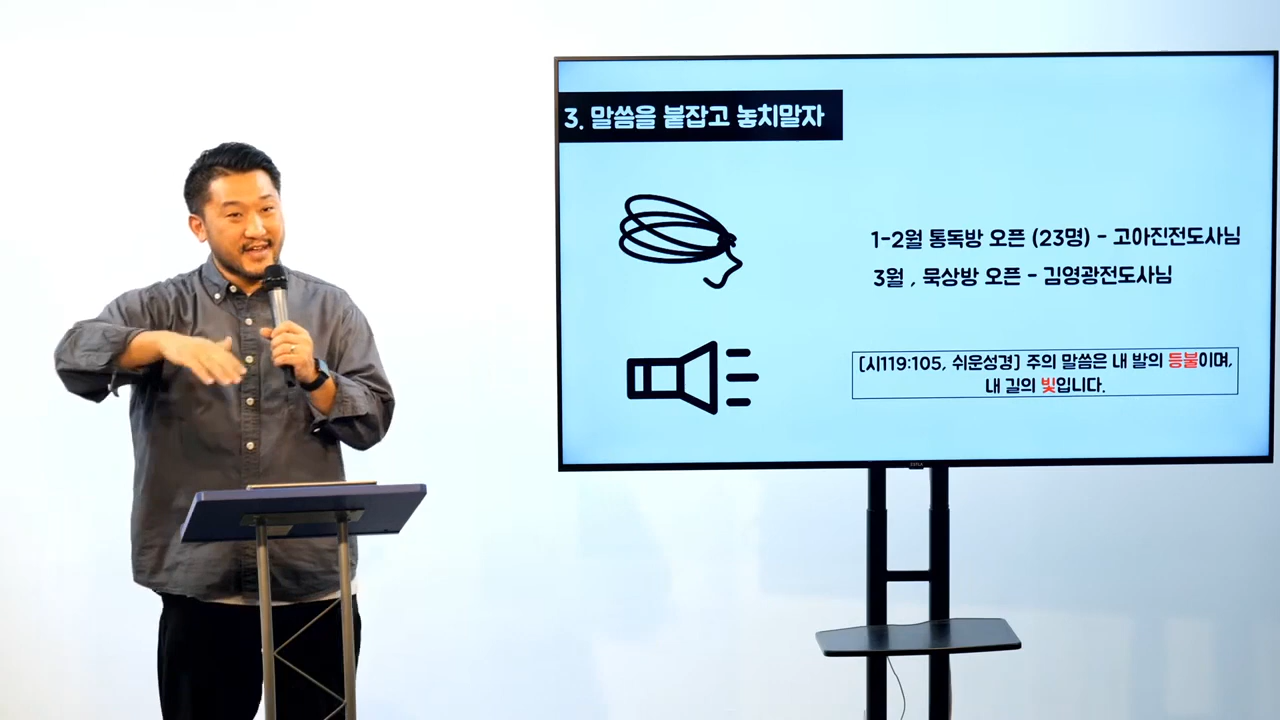 3. 말씀을 붙잡고 놓치말자
1-2월 통독방 오픈 (23명) - 고아진전도사님
3월 , 묵상방 오픈 - 김영광전도사님
[시119:105, 쉬운성경] 주의 말씀은 내 발의 등불이며,
내 길의 빛입니다.